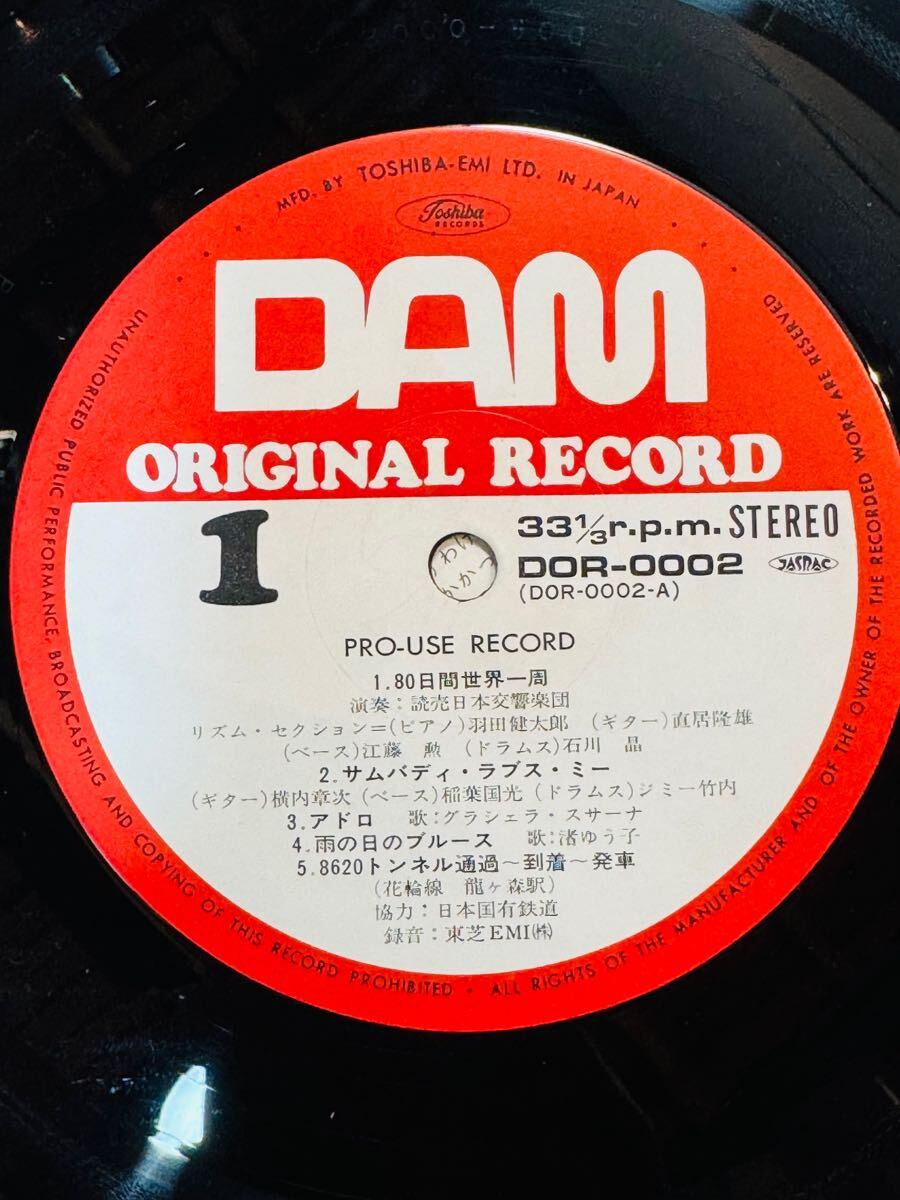 MFD. BY TOSHIBA-EMI LTD. IN JAPAN
Toshiba
RECORDS
DAM
ORIGINAL RECORD
1
33 1/3 r.p.m. STEREO
DOR-0002
JASRAC
(DOR-0002-A)
PRO-USE RECORD
1.80日間世界一周
演奏：読売日本交響楽団
リズム・セクション＝(ピアノ)羽田健太郎 (ギター)直居隆雄
(ベース)江藤 勲 (ドラムス)石川 晶
2.サムバディ・ラブス・ミー
(ギター)横内章次 (ベース)稲葉国光 (ドラムス)ジミー竹内
3.アドロ 歌：グラシェラ・スサーナ
4.雨の日のブルース 歌：渚ゆう子
5.8620トンネル通過～到着～発車
(花輪線 龍ヶ森駅)
協力：日本国有鉄道
録音：東芝EMI㈱
UNAUTHORIZED PUBLIC PERFORMANCE, BROADCASTING AND COPYING OF THIS RECORD PROHIBITED • ALL RIGHTS OF THE MANUFACTURER AND OF THE OWNER OF THE RECORDED WORK ARE RESERVED